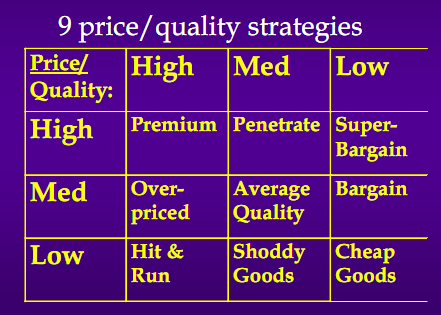 9 price/quality strategies
Price/ High Med Low
Quality:
High Premium Penetrate Super-
Bargain
Med Over- Average Bargain
priced Quality
Low Hit & Shoddy Cheap
Run Goods Goods